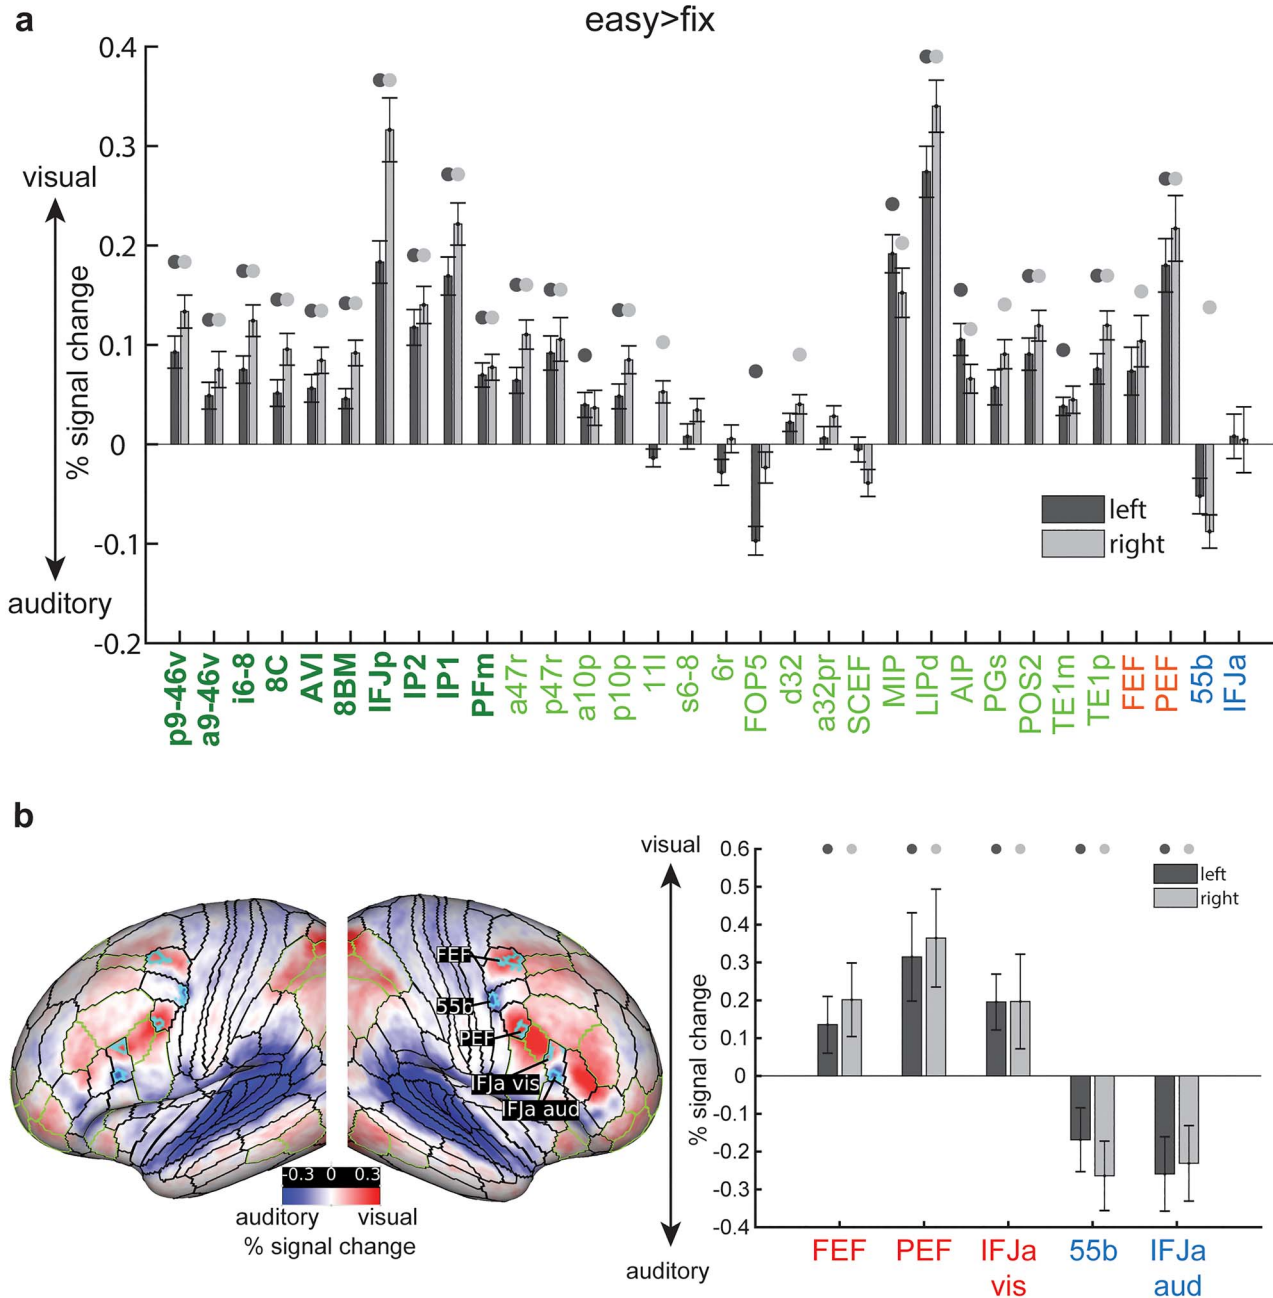 a
easy>fix
0.4
0.3
visual
0.2
% signal change
0.1
0
left
-0.1
right
auditory
-0.2
p9-46v a9-46v i6-8 8C AVI 8BM IFJp IP2 IP1 PFm a47r p47r a10p p10p 11l s6-8 6r FOP5 d32 a32pr SCEF MIP LIPd AIP PGs POS2 TE1m TE1p FEF PEF 55b IFJa
b
FEF
55b
PEF
IFJa vis
IFJa aud
-0.3 0 0.3
auditory visual
% signal change
visual
0.6
left
0.5
right
0.4
0.3
0.2
0.1
% signal change
0
-0.1
-0.2
-0.3
-0.4
auditory
FEF PEF IFJa 55b IFJa
vis aud